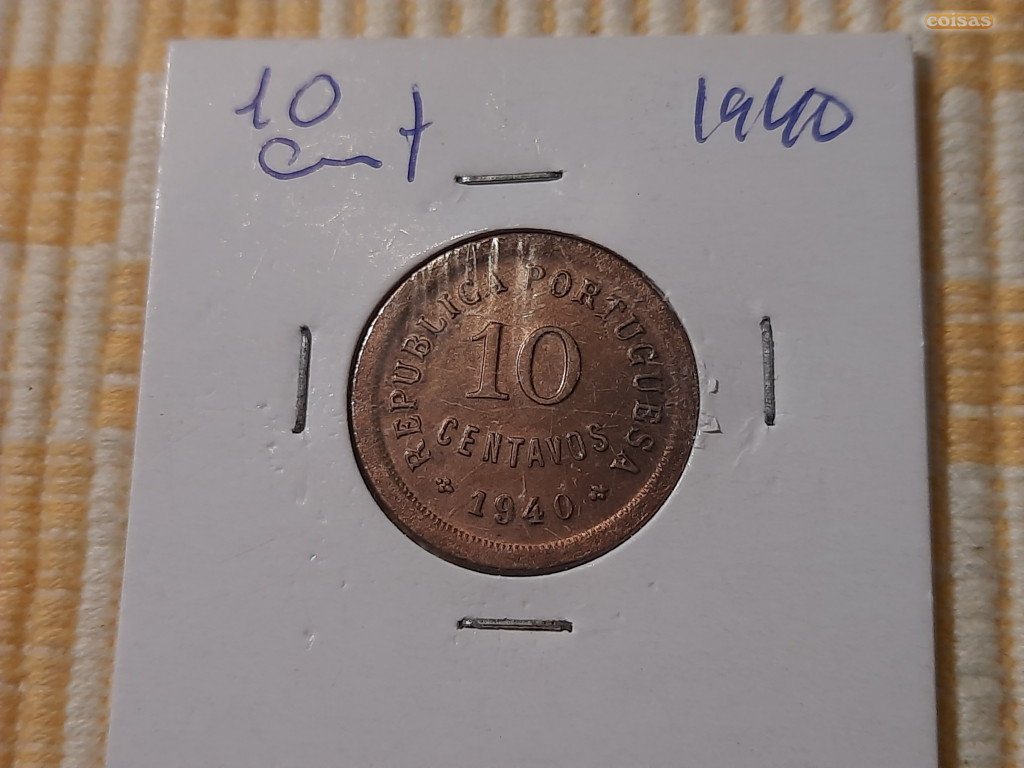 coisas
10
cent
1940
REPUBLICA PORTUGUESA
10
CENTAVOS
1940